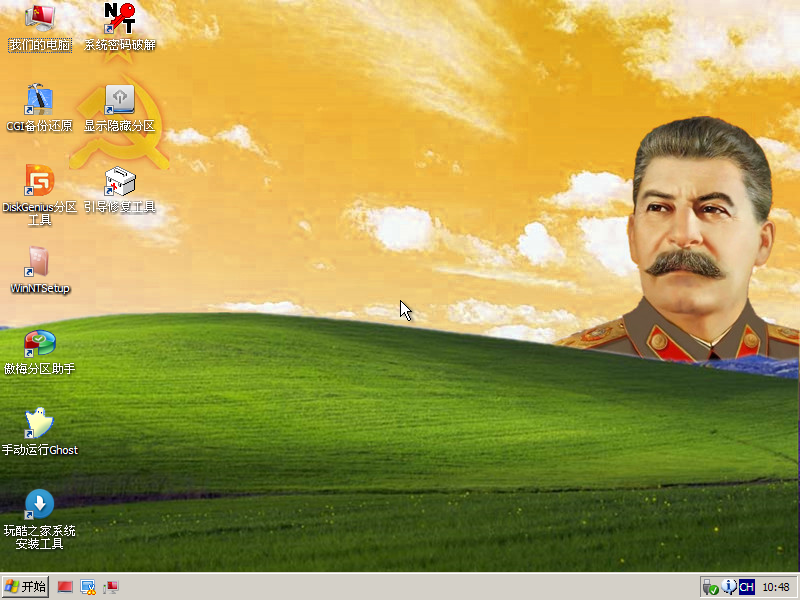 我们的电脑
NT
系统密码破解
CGI备份还原
显示隐藏分区
DiskGenius分区
工具
引导修复工具
WinNTSetup
傲梅分区助手
手动运行Ghost
玩酷之家系统
安装工具
开始
CH
10:48